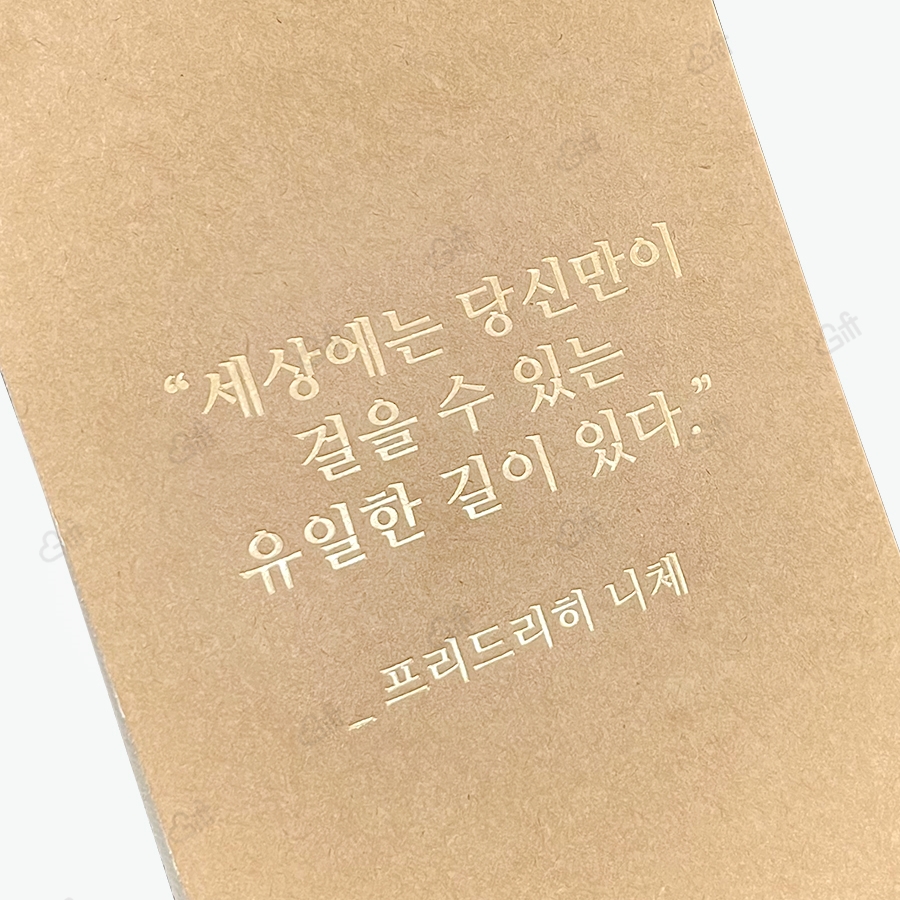 “세상에는 당신만이
걸을 수 있는
유일한 길이 있다.”
_ 프리드리히 니체
Gift